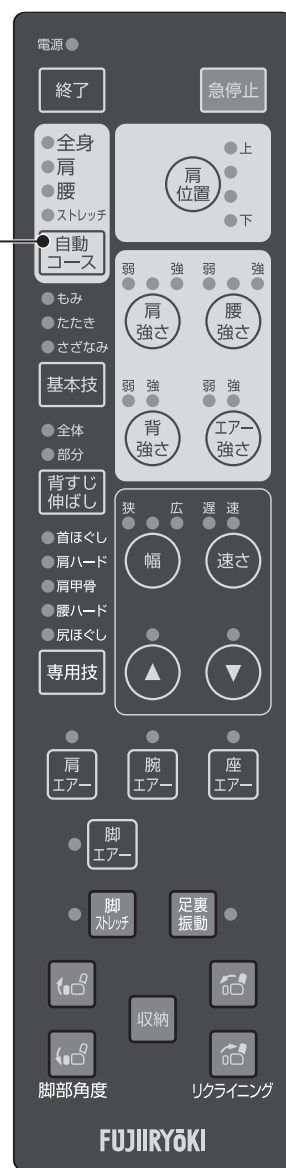 電源
終了
急停止
全身
肩
腰
ストレッチ
自動
コース
上
肩
位置
下
もみ
たたき
さざなみ
基本技
弱 強
肩
強さ
弱 強
腰
強さ
弱 強
背
強さ
弱 強
エアー
強さ
全体
部分
背すじ
伸ばし
首ほぐし
肩ハード
肩甲骨
腰ハード
尻ほぐし
専用技
狭 広
幅
遅 速
速さ
▲
▼
肩
エアー
腕
エアー
座
エアー
脚
エアー
脚
ストレッチ
足裏
振動
収納
脚部角度
リクライニング
FUJIIRYōKI